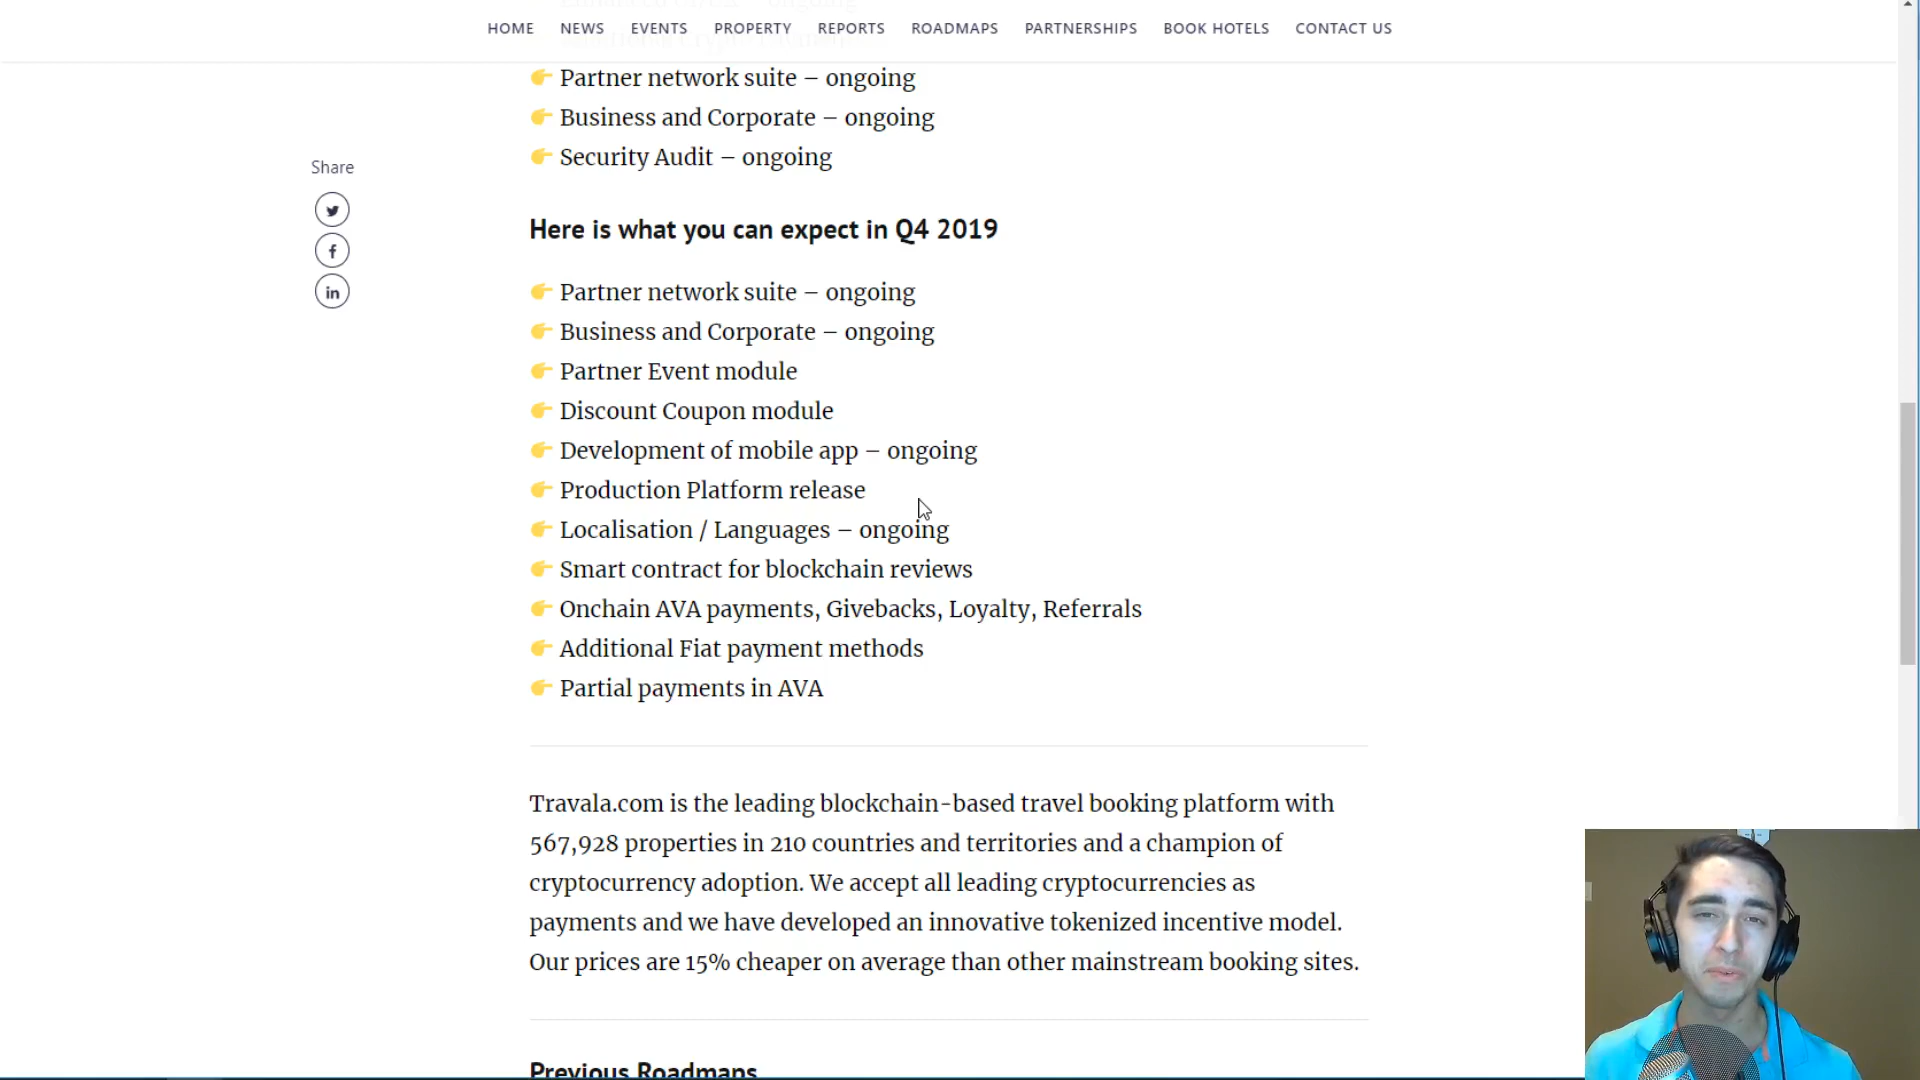 HOME NEWS EVENTS PROPERTY REPORTS ROADMAPS PARTNERSHIPS BOOK HOTELS CONTACT US
Partner network suite – ongoing
Business and Corporate – ongoing
Security Audit – ongoing
Share
Here is what you can expect in Q4 2019
Partner network suite – ongoing
Business and Corporate – ongoing
Partner Event module
Discount Coupon module
Development of mobile app – ongoing
Production Platform release
Localisation / Languages – ongoing
Smart contract for blockchain reviews
Onchain AVA payments, Givebacks, Loyalty, Referrals
Additional Fiat payment methods
Partial payments in AVA
Travala.com is the leading blockchain-based travel booking platform with
567,928 properties in 210 countries and territories and a champion of
cryptocurrency adoption. We accept all leading cryptocurrencies as
payments and we have developed an innovative tokenized incentive model.
Our prices are 15% cheaper on average than other mainstream booking sites.
Previous Roadmaps